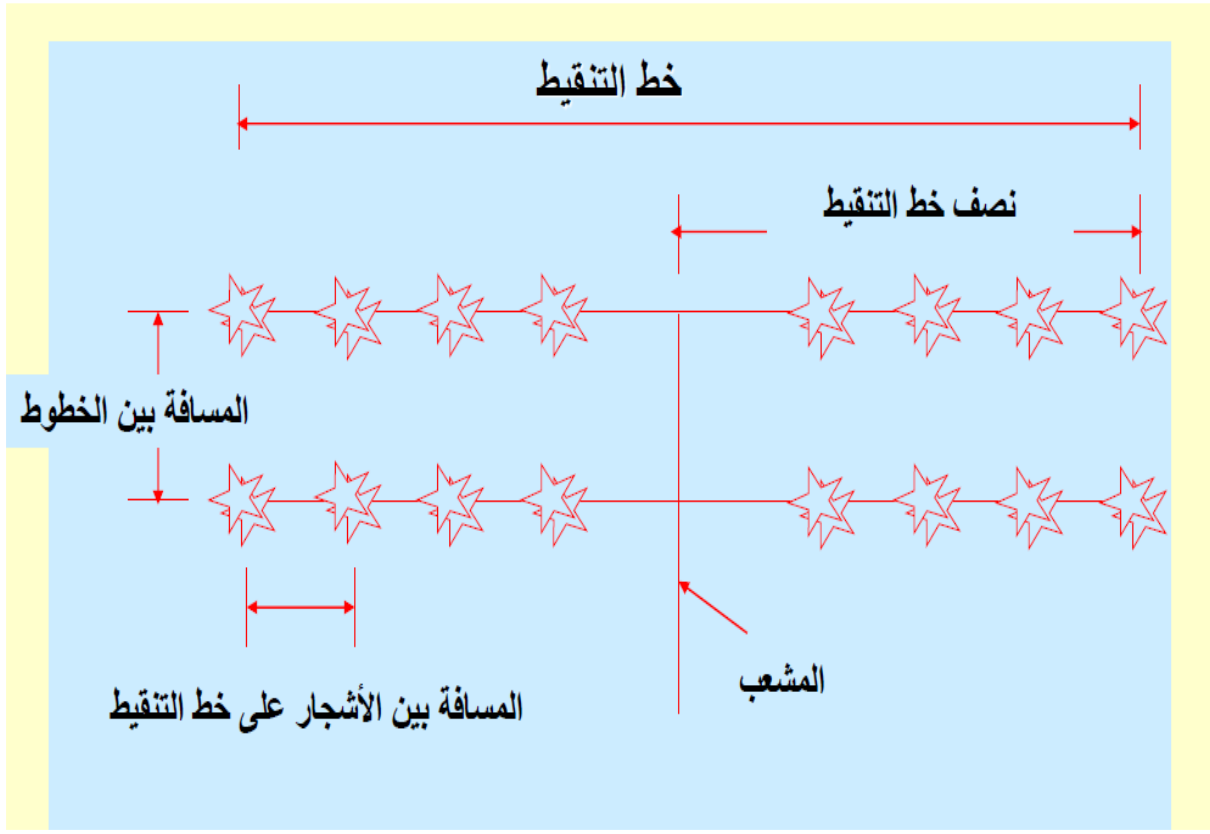 خط التنقيط
نصف خط التنقيط
المسافة بين الخطوط
المشعب
المسافة بين الأشجار على خط التنقيط